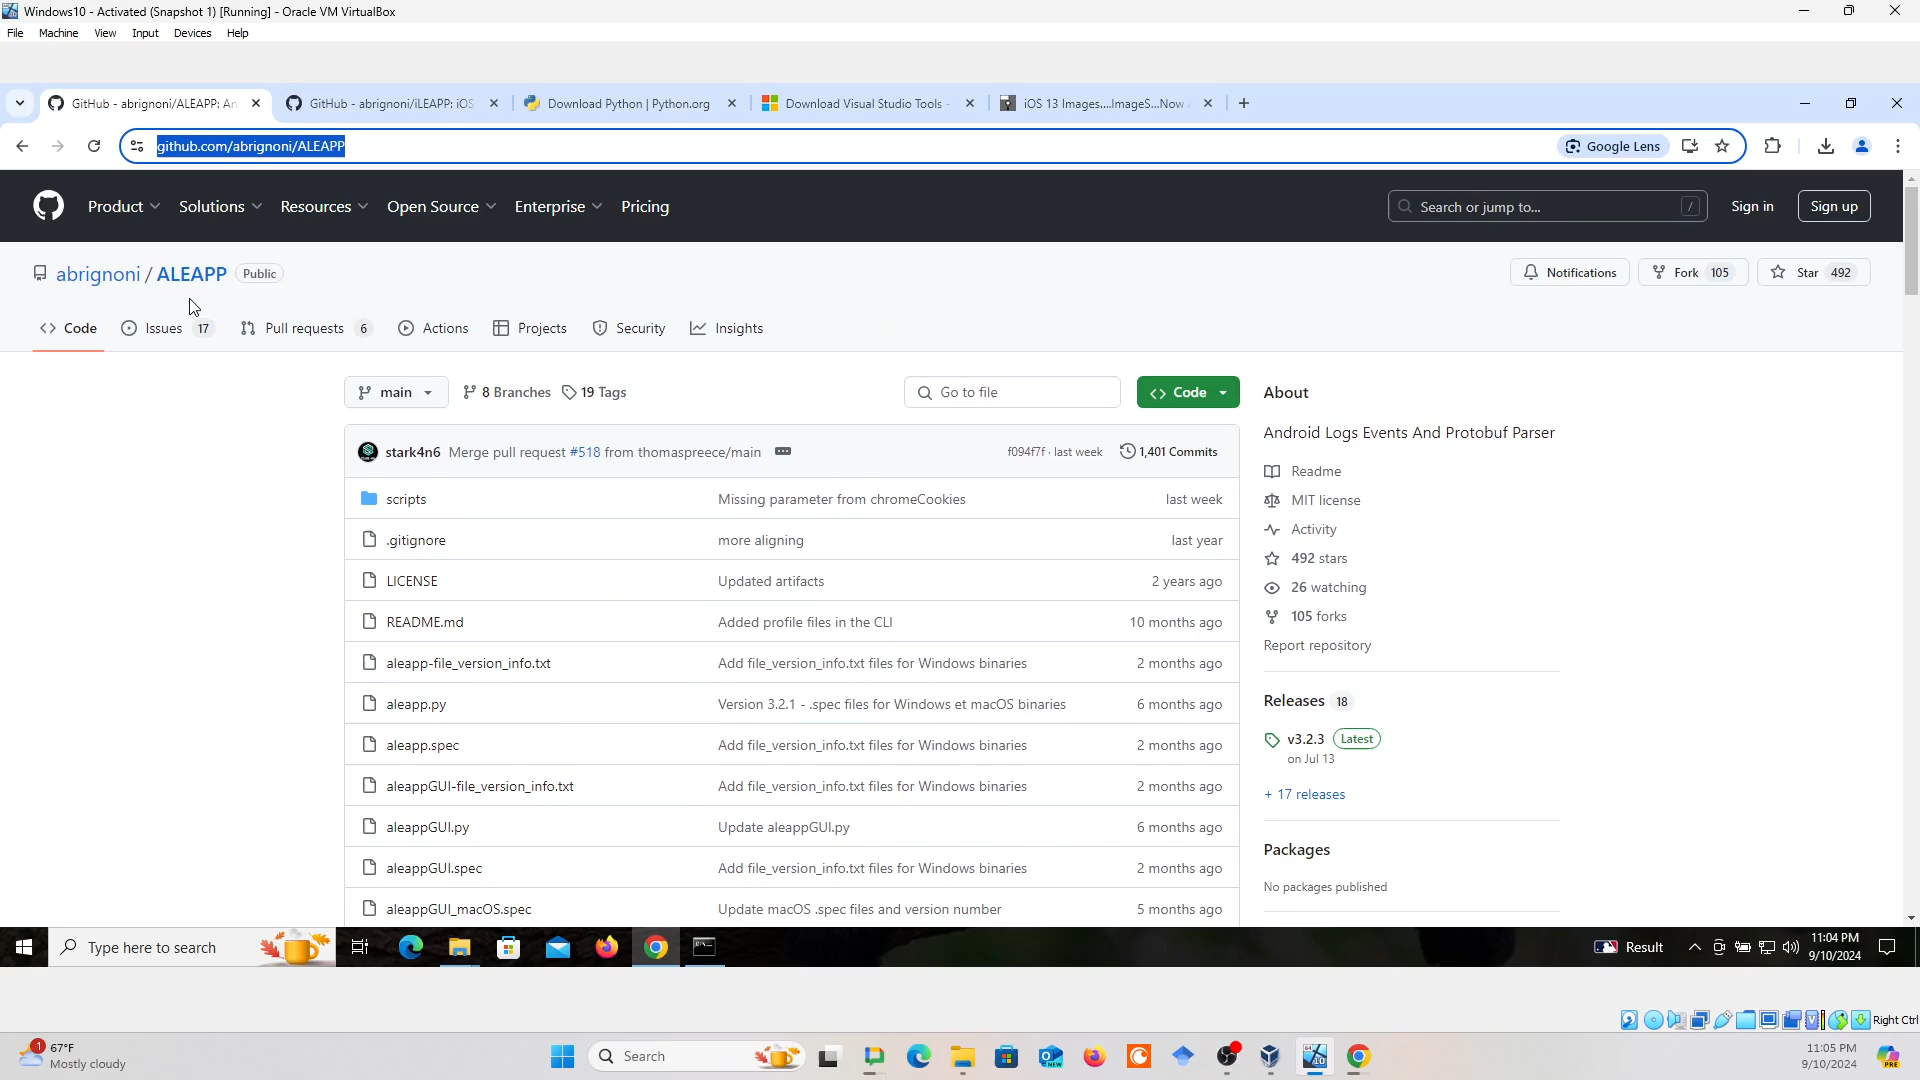 Windows10 - Activated (Snapshot 1) [Running] - Oracle VM VirtualBox
File Machine View Input Devices Help
GitHub - abrignoni/ALEAPP: An
GitHub - abrignoni/iLEAPP: iOS
Download Python | Python.org
Download Visual Studio Tools -
iOS 13 Images....ImageS...Now
github.com/abrignoni/ALEAPP
Google Lens
Product Solutions Resources Open Source Enterprise Pricing
Search or jump to... /
Sign in
Sign up
abrignoni / ALEAPP Public
Notifications
Fork 105
Star 492
Code
Issues 17
Pull requests 6
Actions
Projects
Security
Insights
main
8 Branches
19 Tags
Go to file
Code
stark4n6 Merge pull request #518 from thomaspreece/main
f094f7f · last week
1,401 Commits
scripts Missing parameter from chromeCookies last week
.gitignore more aligning last year
LICENSE Updated artifacts 2 years ago
README.md Added profile files in the CLI 10 months ago
aleapp-file_version_info.txt Add file_version_info.txt files for Windows binaries 2 months ago
aleapp.py Version 3.2.1 - .spec files for Windows et macOS binaries 6 months ago
aleapp.spec Add file_version_info.txt files for Windows binaries 2 months ago
aleappGUI-file_version_info.txt Add file_version_info.txt files for Windows binaries 2 months ago
aleappGUI.py Update aleappGUI.py 6 months ago
aleappGUI.spec Add file_version_info.txt files for Windows binaries 2 months ago
aleappGUI_macOS.spec Update macOS .spec files and version number 5 months ago
About
Android Logs Events And Protobuf Parser
Readme
MIT license
Activity
492 stars
26 watching
105 forks
Report repository
Releases 18
v3.2.3 Latest
on Jul 13
+ 17 releases
Packages
No packages published
Type here to search
Result
11:04 PM
9/10/2024
Right Ctrl
1
67°F
Mostly cloudy
Search
11:05 PM
9/10/2024